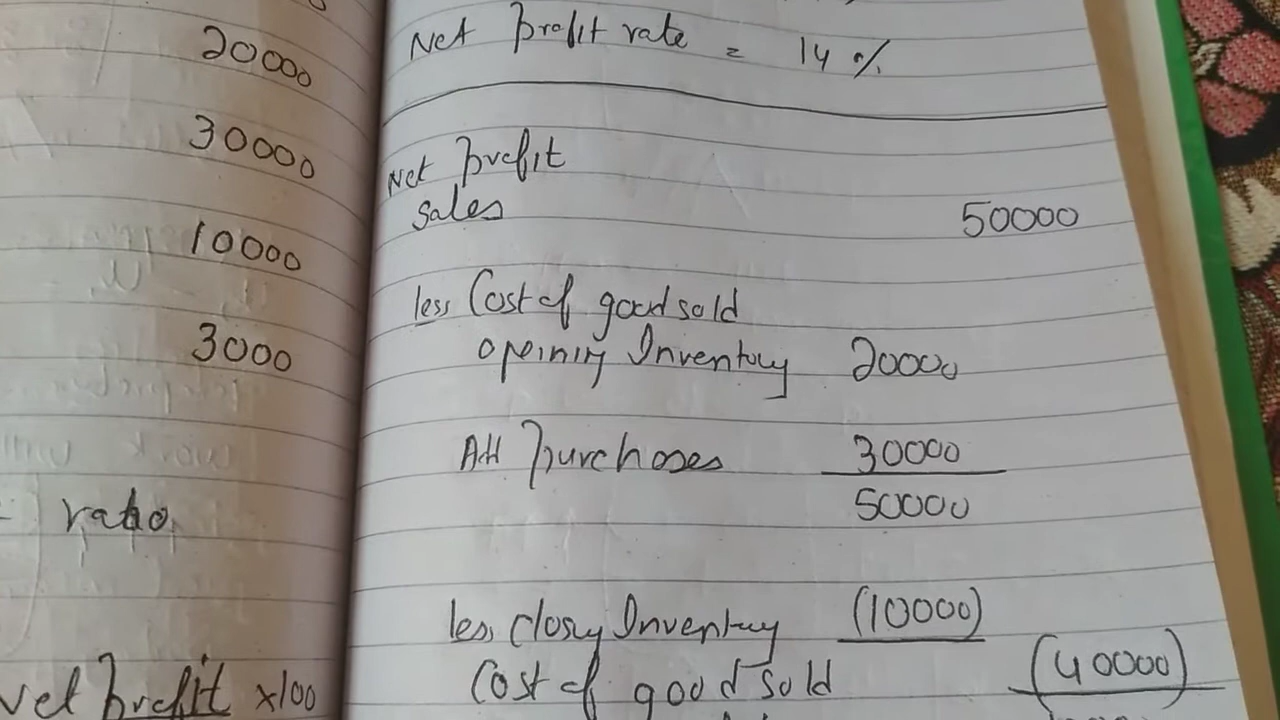 20000
30000
10000
3000
ratio
Net profit x100
Net profit rate = 14 %
Net profit
sales 50000
less Cost of good sold
opening Inventory 20000
Add purchases 30000
50000
less closing Inventory (10000)
Cost of good sold (40000)